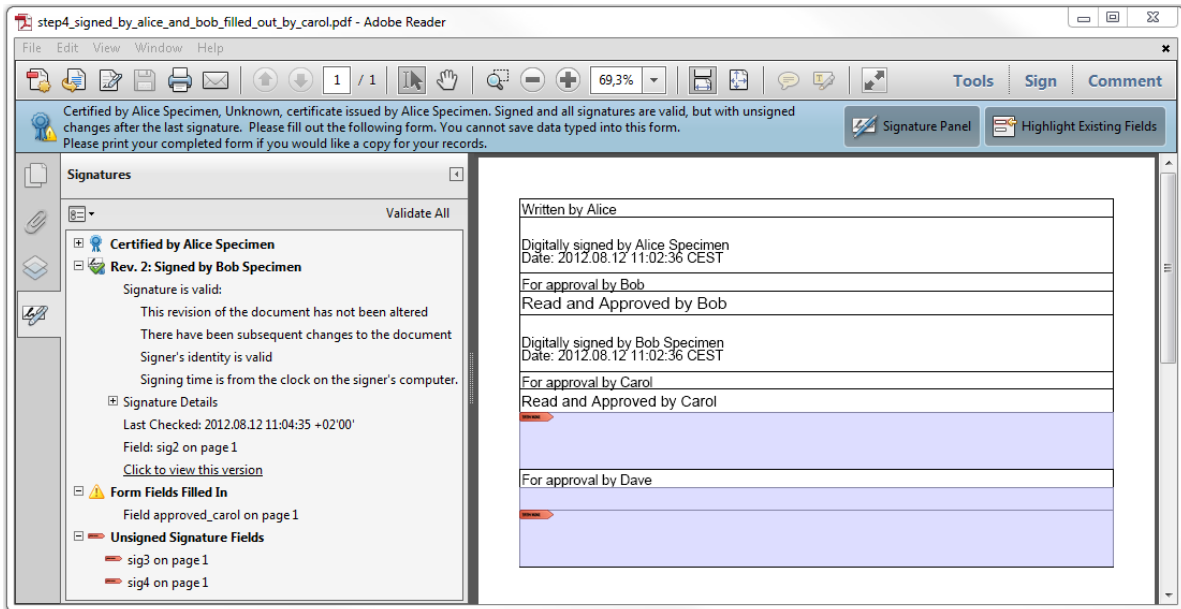 step4_signed_by_alice_and_bob_filled_out_by_carol.pdf - Adobe Reader
File Edit View Window Help
1 / 1 69,3% Tools Sign Comment
Certified by Alice Specimen, Unknown, certificate issued by Alice Specimen. Signed and all signatures are valid, but with unsigned
changes after the last signature. Please fill out the following form. You cannot save data typed into this form.
Please print your completed form if you would like a copy for your records.
Signature Panel
Highlight Existing Fields
Signatures
Validate All
Certified by Alice Specimen
Rev. 2: Signed by Bob Specimen
Signature is valid:
This revision of the document has not been altered
There have been subsequent changes to the document
Signer's identity is valid
Signing time is from the clock on the signer's computer.
Signature Details
Last Checked: 2012.08.12 11:04:35 +02'00'
Field: sig2 on page 1
Click to view this version
Form Fields Filled In
Field approved_carol on page 1
Unsigned Signature Fields
sig3 on page 1
sig4 on page 1
Written by Alice
Digitally signed by Alice Specimen
Date: 2012.08.12 11:02:36 CEST
For approval by Bob
Read and Approved by Bob
Digitally signed by Bob Specimen
Date: 2012.08.12 11:02:36 CEST
For approval by Carol
Read and Approved by Carol
For approval by Dave